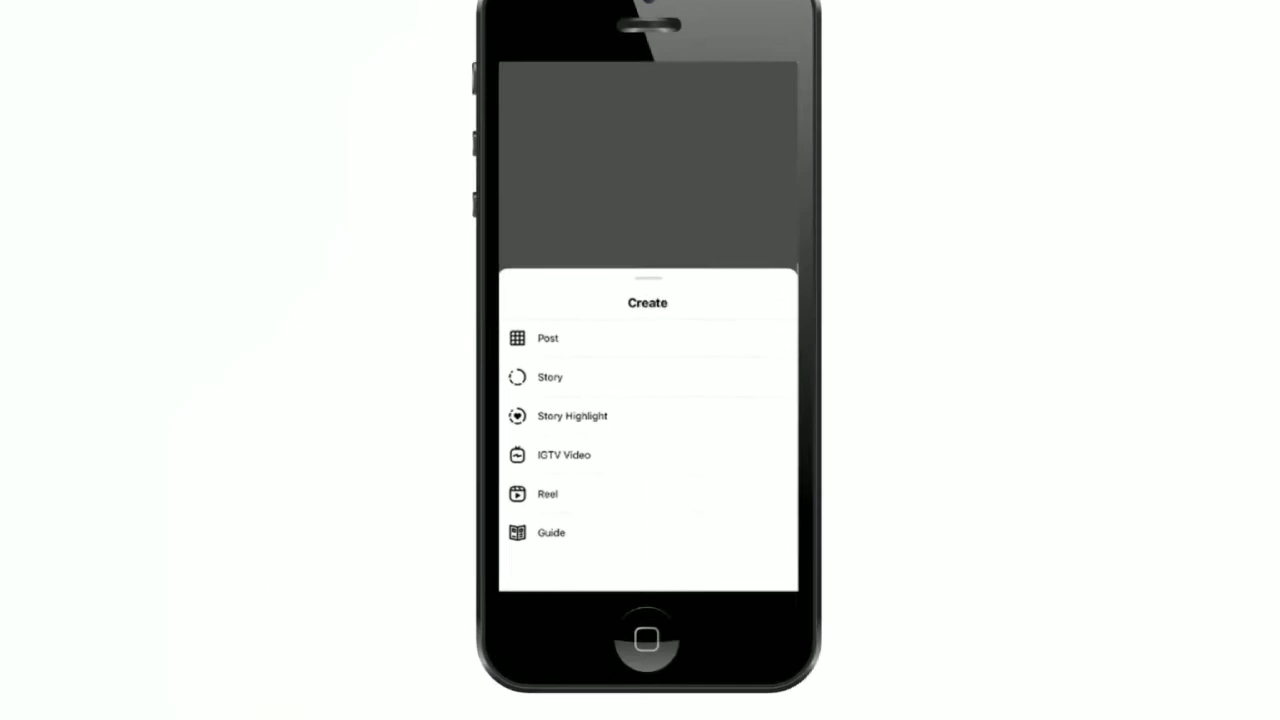 Create
Post
Story
Story Highlight
IGTV Video
Reel
Guide